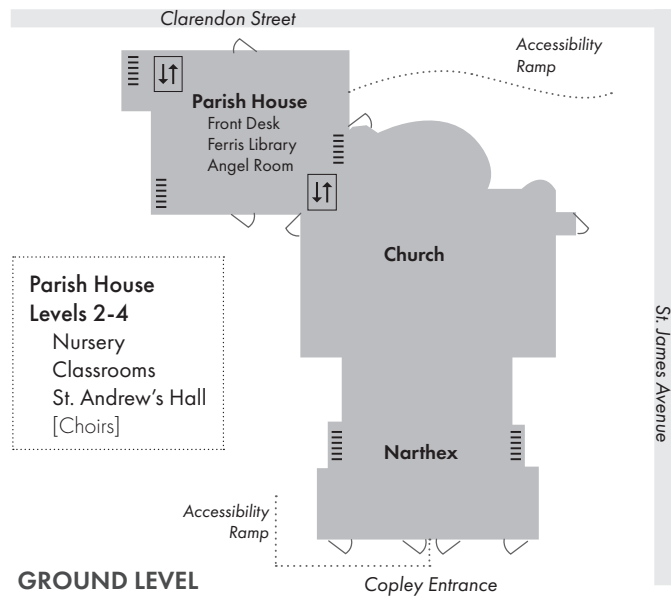 Clarendon Street
Accessibility
Ramp
Parish House
Front Desk
Ferris Library
Angel Room
Church
Parish House
Levels 2-4
Nursery
Classrooms
St. Andrew's Hall
[Choirs]
St. James Avenue
Narthex
Accessibility
Ramp
GROUND LEVEL
Copley Entrance